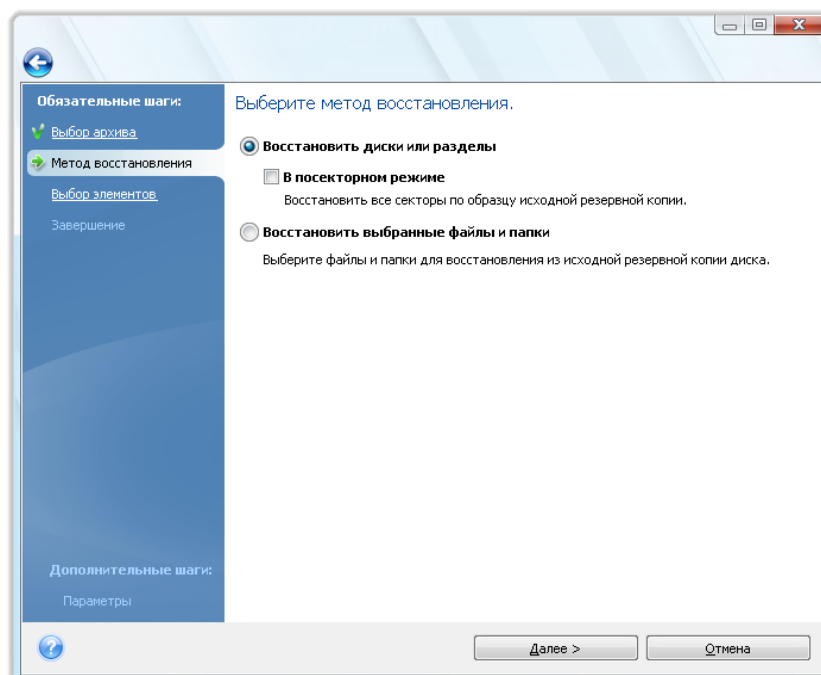 Обязательные шаги:
Выбор архива
Метод восстановления
Выбор элементов
Завершение
Дополнительные шаги:
Параметры
Выберите метод восстановления.
Восстановить диски или разделы
В посекторном режиме
Восстановить все секторы по образцу исходной резервной копии.
Восстановить выбранные файлы и папки
Выберите файлы и папки для восстановления из исходной резервной копии диска.
Далее >
Отмена